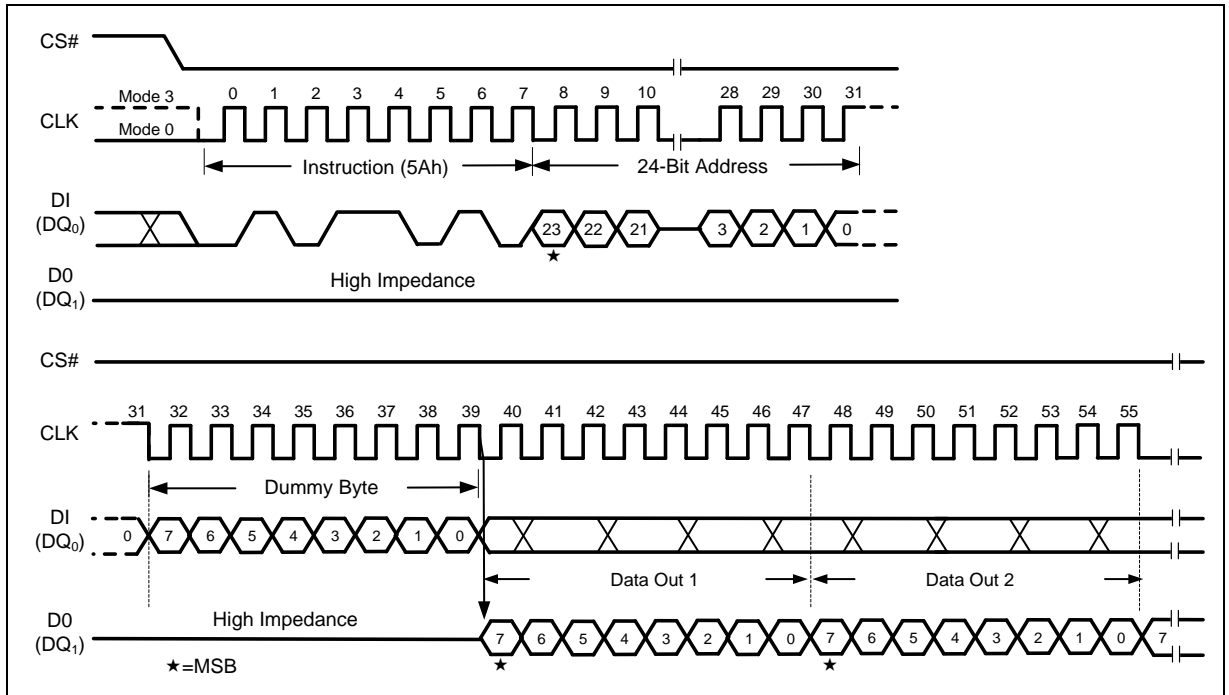 CS#
Mode 3 0 1 2 3 4 5 6 7 8 9 10 28 29 30 31
CLK
Mode 0
Instruction (5Ah) 24-Bit Address
DI
(DQ0) 23 22 21 3 2 1 0
★
D0
(DQ1) High Impedance
CS#
31 32 33 34 35 36 37 38 39 40 41 42 43 44 45 46 47 48 49 50 51 52 53 54 55
CLK
Dummy Byte
DI
(DQ0) 0 7 6 5 4 3 2 1 0
Data Out 1 Data Out 2
D0
(DQ1) High Impedance 7 6 5 4 3 2 1 0 7 6 5 4 3 2 1 0 7
★=MSB ★ ★